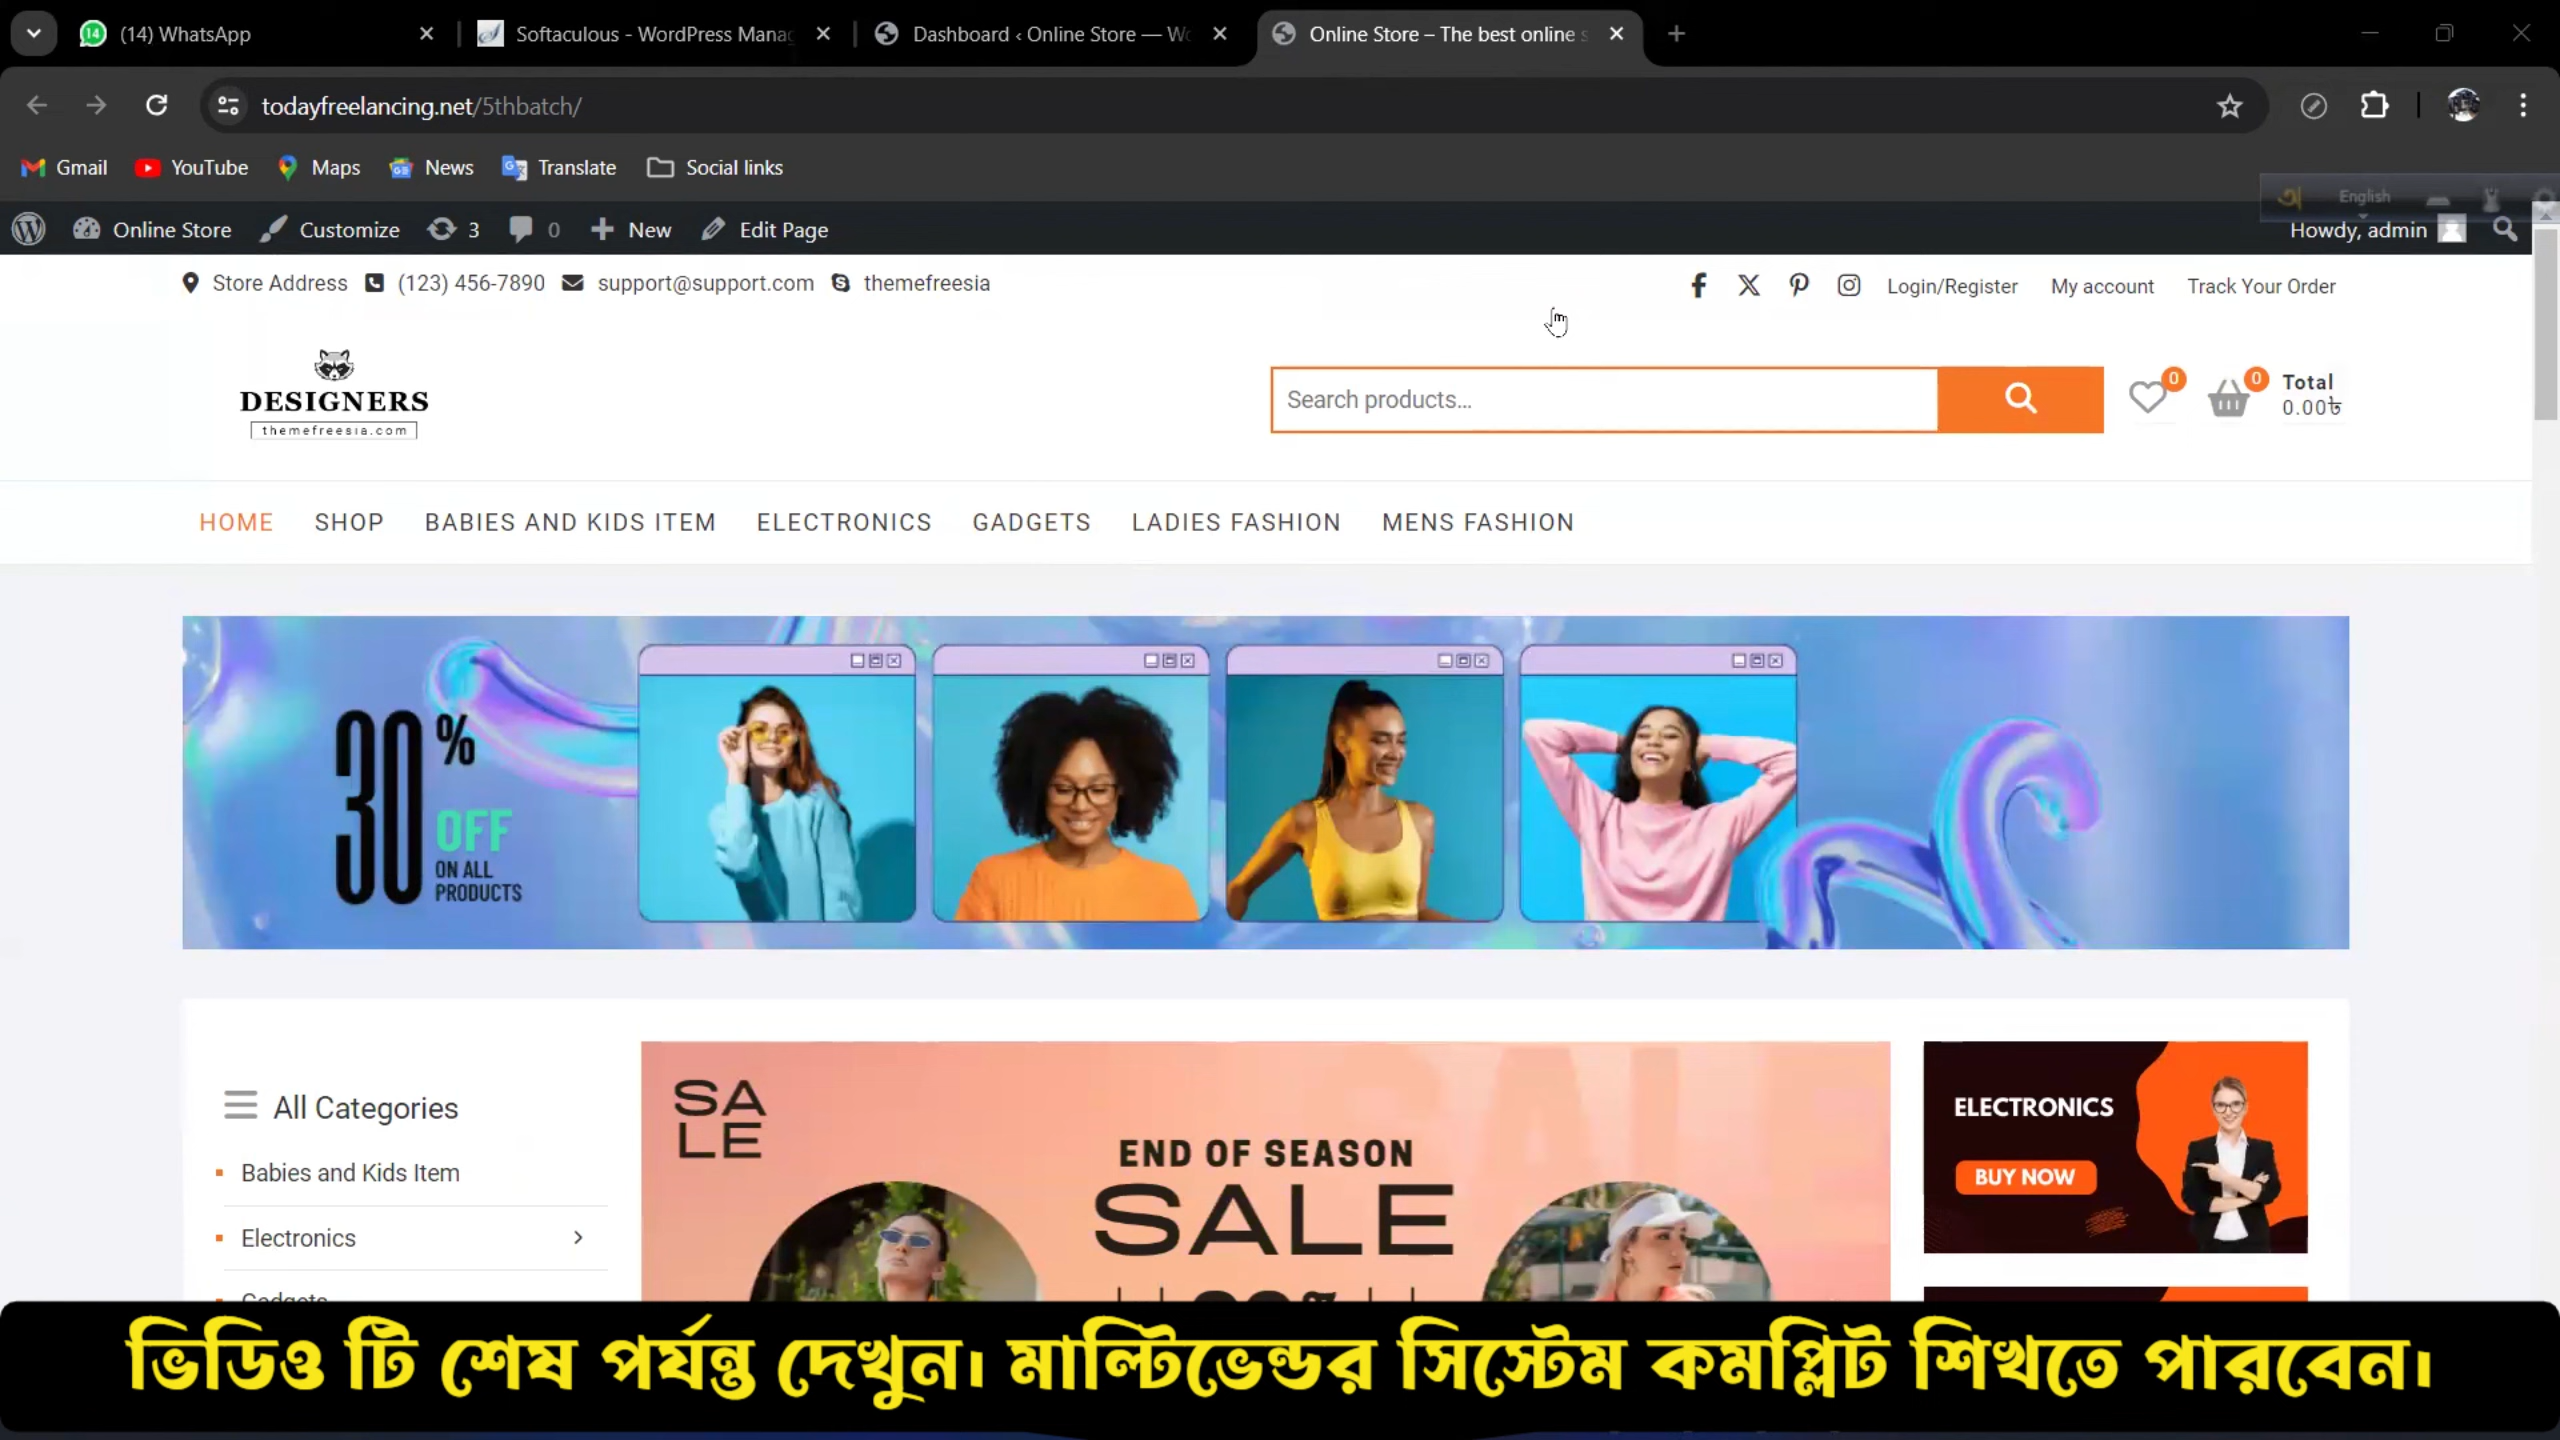 (14) WhatsApp
Softaculous - WordPress Mana
Dashboard ‹ Online Store — Wo
Online Store – The best online s
todayfreelancing.net/5thbatch/
Gmail
YouTube
Maps
News
Translate
Social links
English
Online Store
Customize
3
0
New
Edit Page
Howdy, admin
Store Address
(123) 456-7890
support@support.com
themefreesia
Login/Register
My account
Track Your Order
DESIGNERS
themefreesia.com
Search products...
0
0
Total
0.00৳
HOME
SHOP
BABIES AND KIDS ITEM
ELECTRONICS
GADGETS
LADIES FASHION
MENS FASHION
30%
OFF
ON ALL
PRODUCTS
All Categories
Babies and Kids Item
Electronics
Gadgets
SA
LE
END OF SEASON
SALE
ELECTRONICS
BUY NOW
ভিডিও টি শেষ পর্যন্ত দেখুন। মাল্টিভেন্ডর সিস্টেম কমপ্লিট শিখতে পারবেন।